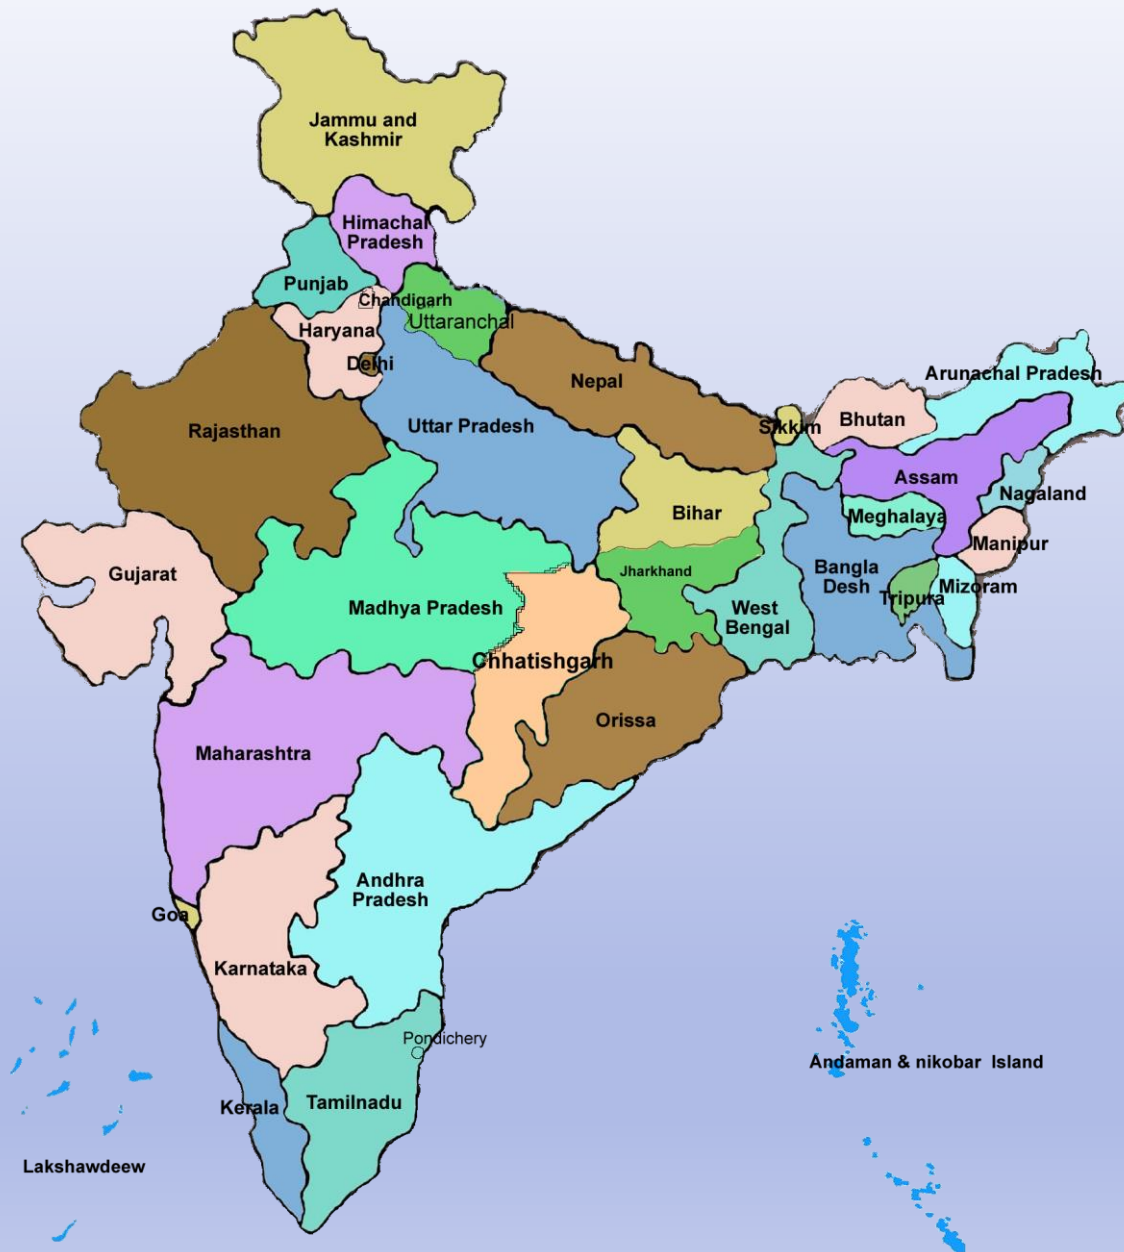 Jammu and
Kashmir
Himachal
Pradesh
Punjab
Chandigarh
Uttaranchal
Haryana
Delhi
Nepal
Arunachal Pradesh
Rajasthan
Uttar Pradesh
Sikkim
Bhutan
Assam
Nagaland
Bihar
Meghalaya
Manipur
Gujarat
Jharkhand
Bangla
Desh
Mizoram
Tripura
Madhya Pradesh
West
Bengal
Chhatishgarh
Orissa
Maharashtra
Andhra
Pradesh
Goa
Karnataka
Pondichery
Andaman & nikobar Island
Kerala
Tamilnadu
Lakshawdeew